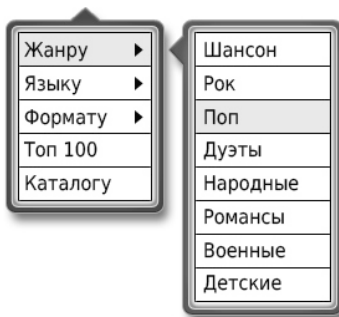 Жанру
Языку
Формату
Топ 100
Каталогу
Шансон
Рок
Поп
Дуэты
Народные
Романсы
Военные
Детские